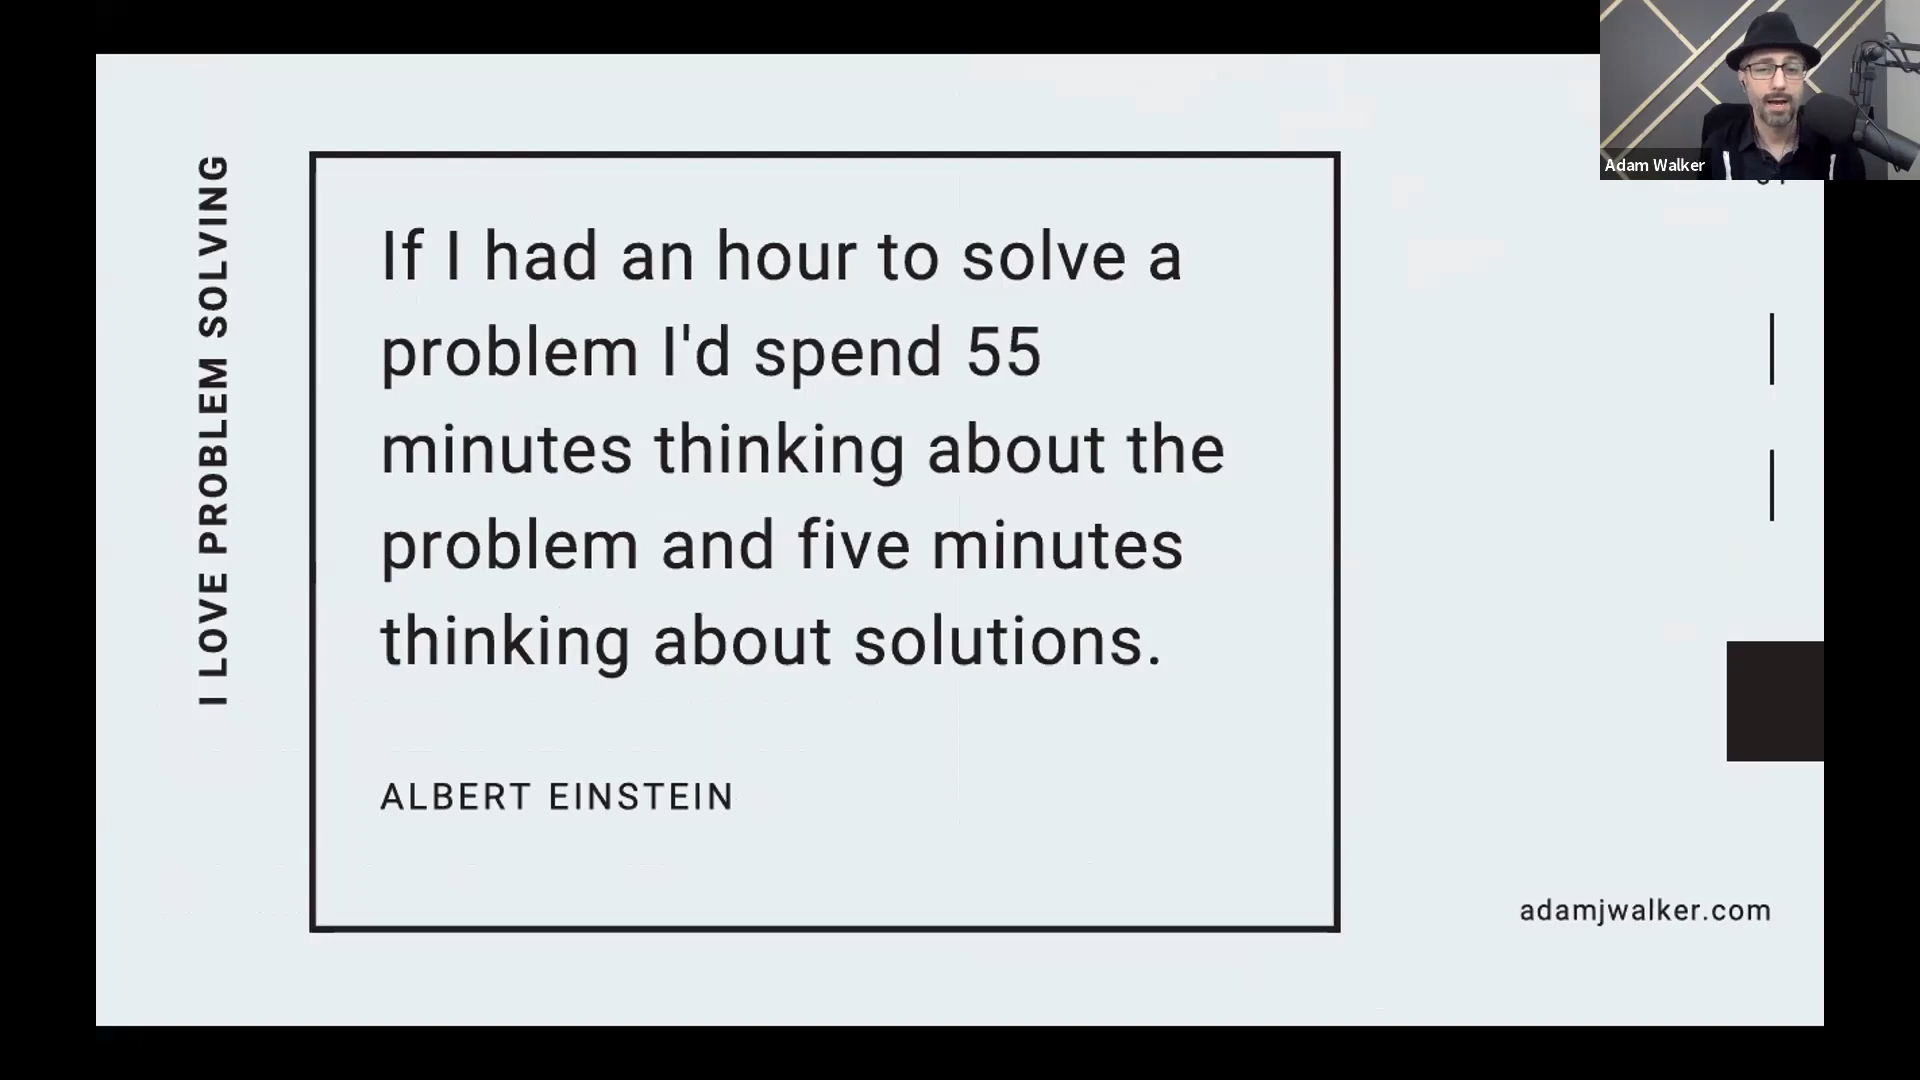 I LOVE PROBLEM SOLVING
If I had an hour to solve a
problem I'd spend 55
minutes thinking about the
problem and five minutes
thinking about solutions.
ALBERT EINSTEIN
Adam Walker
adamjwalker.com